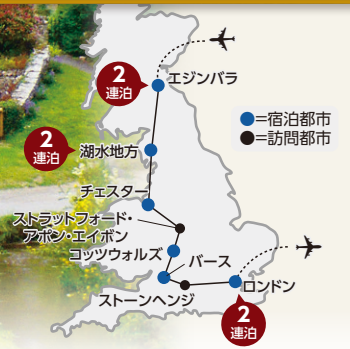 2
連泊
エジンバラ
●=宿泊都市
●=訪問都市
2
連泊
湖水地方
チェスター
ストラットフォード・
アポン・エイボン
コッツウォルズ
バース
ストーンヘンジ
ロンドン
2
連泊